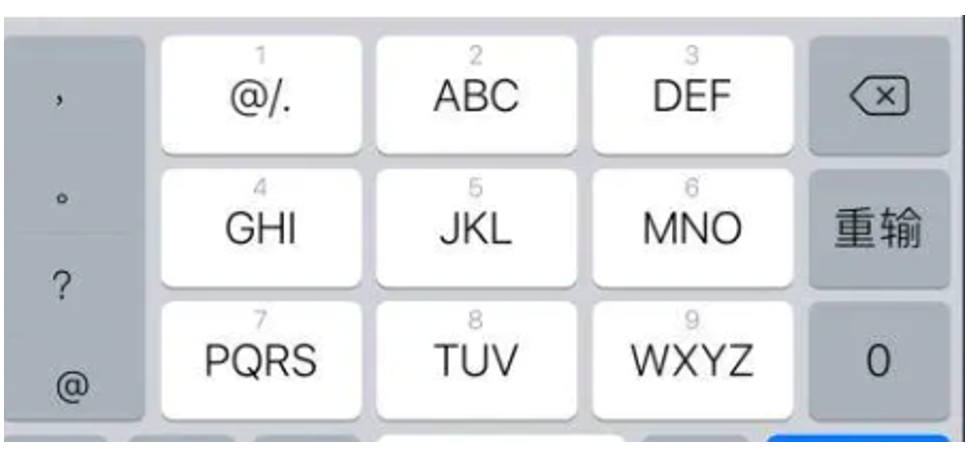 1 2 3
, @/. ABC DEF
。
4 5 6
GHI JKL MNO 重输
?
7 8 9
PQRS TUV WXYZ 0
@